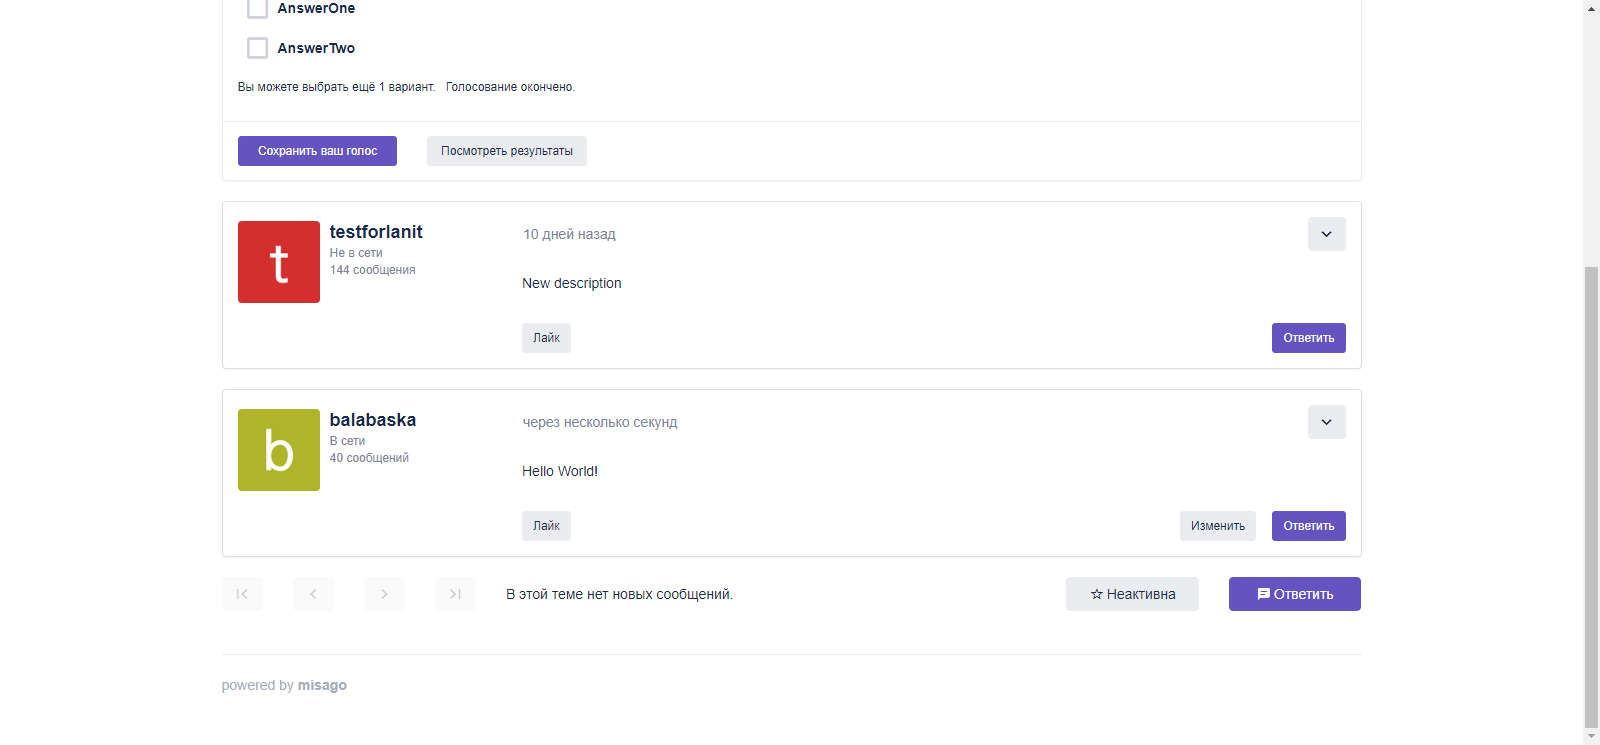 AnswerOne
AnswerTwo
Вы можете выбрать ещё 1 вариант. Голосование окончено.
Сохранить ваш голос Посмотреть результаты
t
testforlanit
Не в сети
144 сообщения
10 дней назад
New description
Лайк Ответить
b
balabaska
В сети
40 сообщений
через несколько секунд
Hello World!
Лайк Изменить Ответить
В этой теме нет новых сообщений. Неактивна Ответить
powered by misago